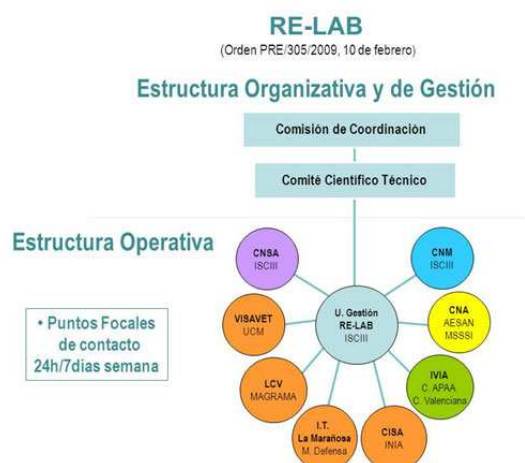 RE-LAB
(Orden PRE/305/2009, 10 de febrero)
Estructura Organizativa y de Gestión
Comisión de Coordinación
Comité Científico Técnico
Estructura Operativa
• Puntos Focales
de contacto
24h/7dias semana
CNSA
ISCIII
CNM
ISCIII
VISAVET
UCM
U. Gestión
RE-LAB
ISCIII
CNA
AESAN
MSSSI
LCV
MAGRAMA
IVIA
C. APAA
C. Valenciana
I.T.
La Marañosa
M. Defensa
CISA
INIA